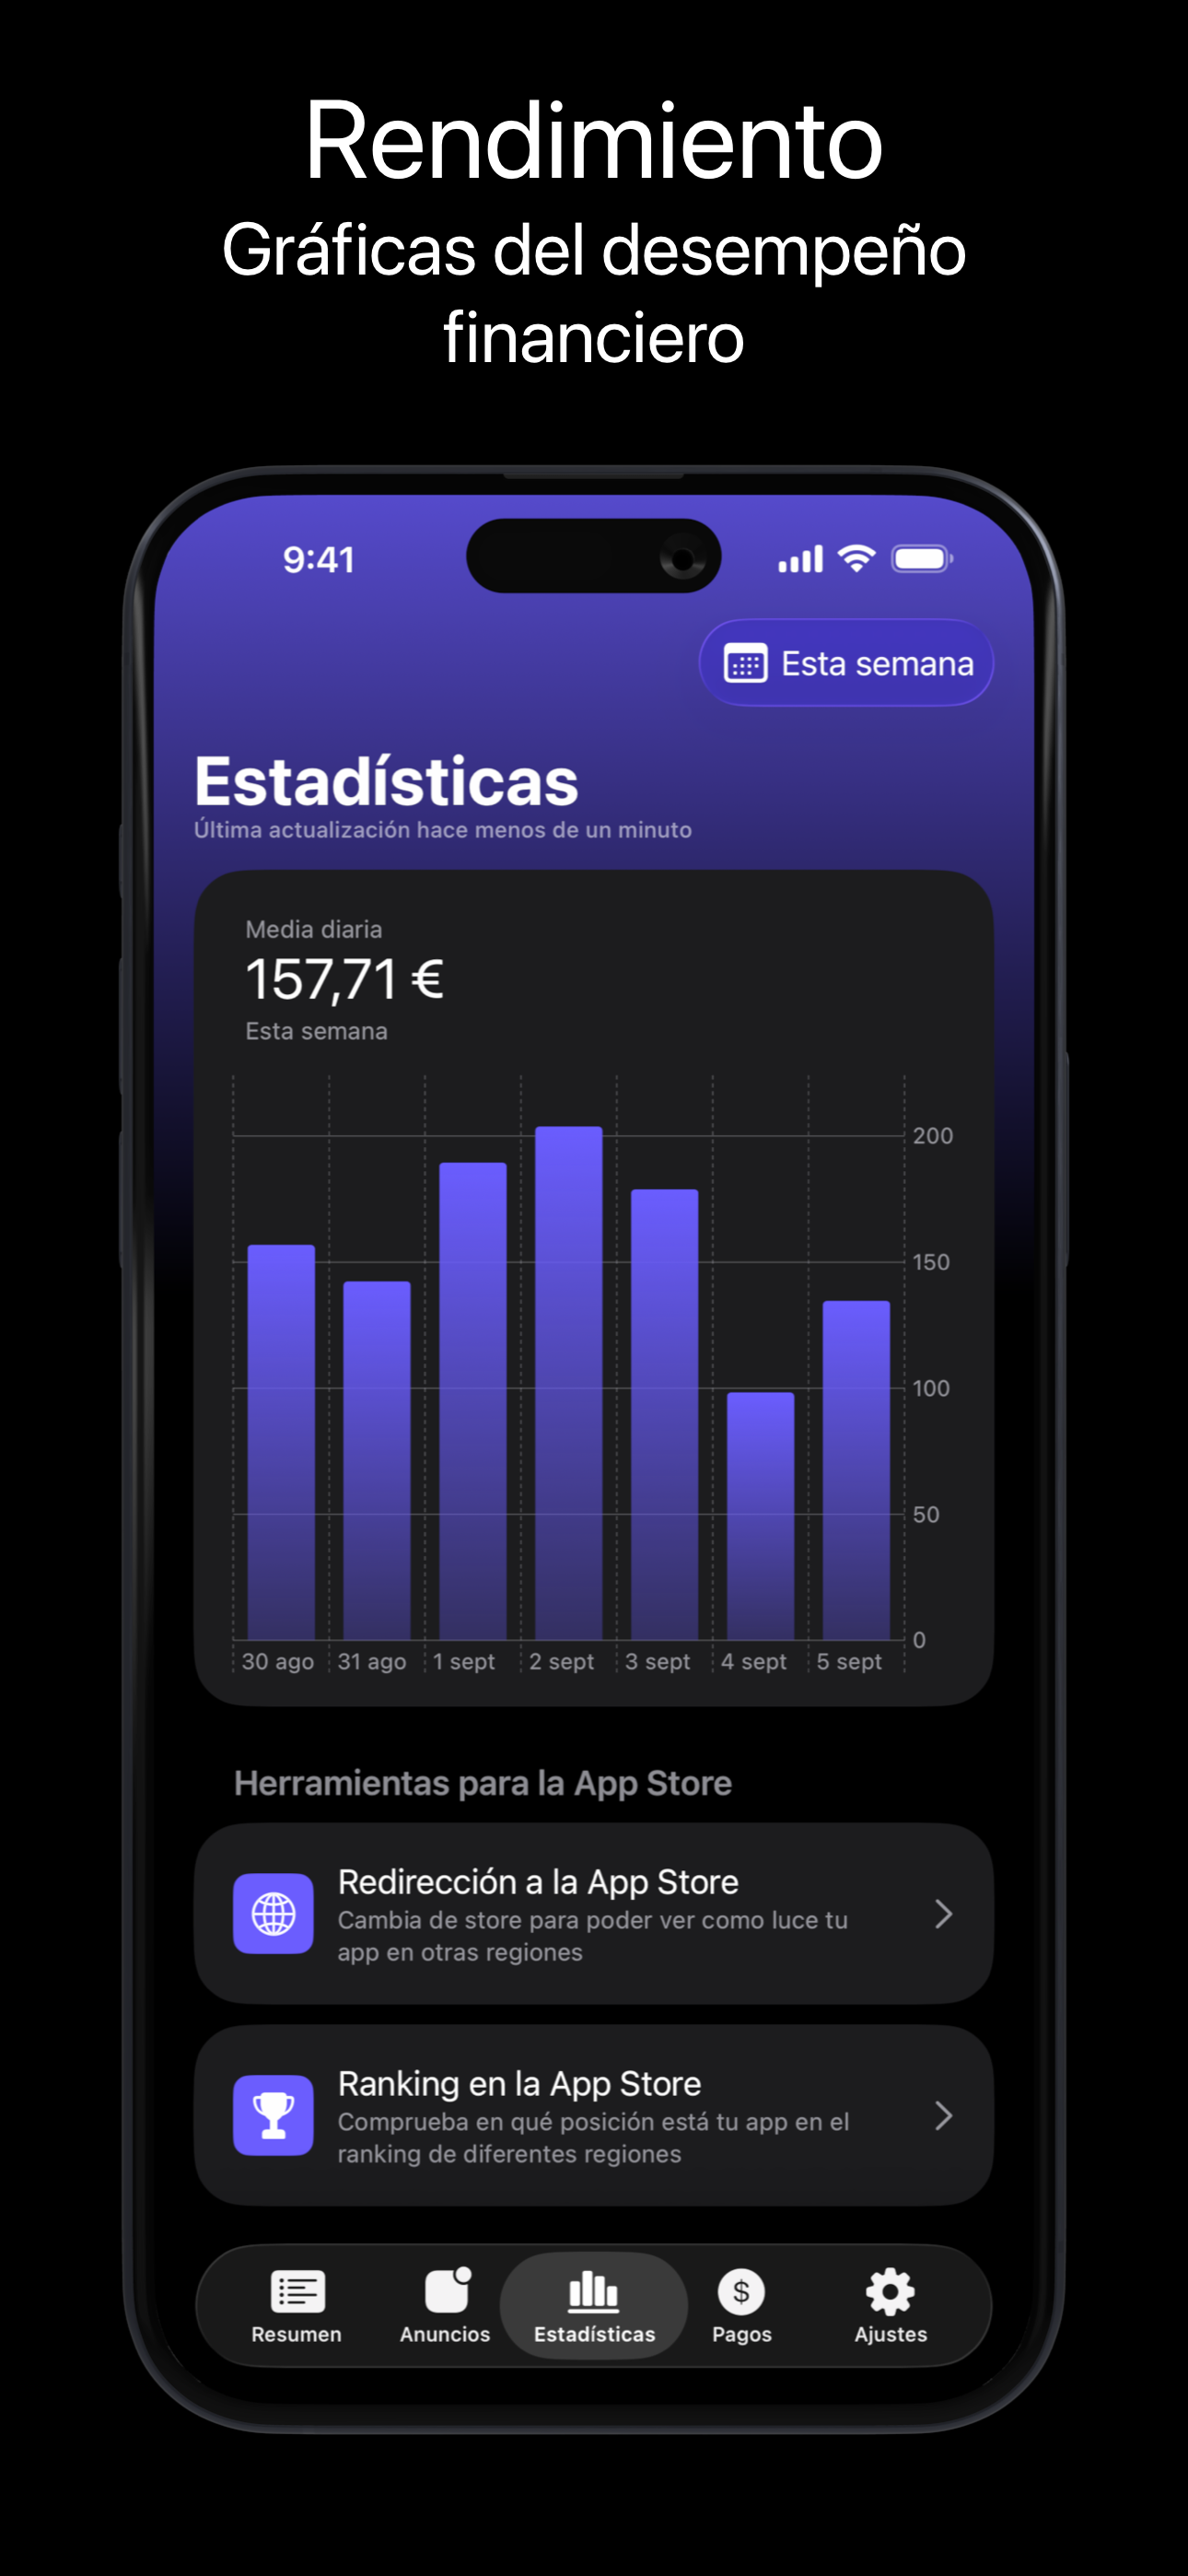 Rendimiento
Gráficas del desempeño
financiero
9:41
Esta semana
Estadísticas
Última actualización hace menos de un minuto
Media diaria
157,71 €
Esta semana
200
150
100
50
0
30 ago 31 ago 1 sept 2 sept 3 sept 4 sept 5 sept
Herramientas para la App Store
Redirección a la App Store
Cambia de store para poder ver como luce tu
app en otras regiones
Ranking en la App Store
Comprueba en qué posición está tu app en el
ranking de diferentes regiones
$
Resumen Anuncios Estadísticas Pagos Ajustes